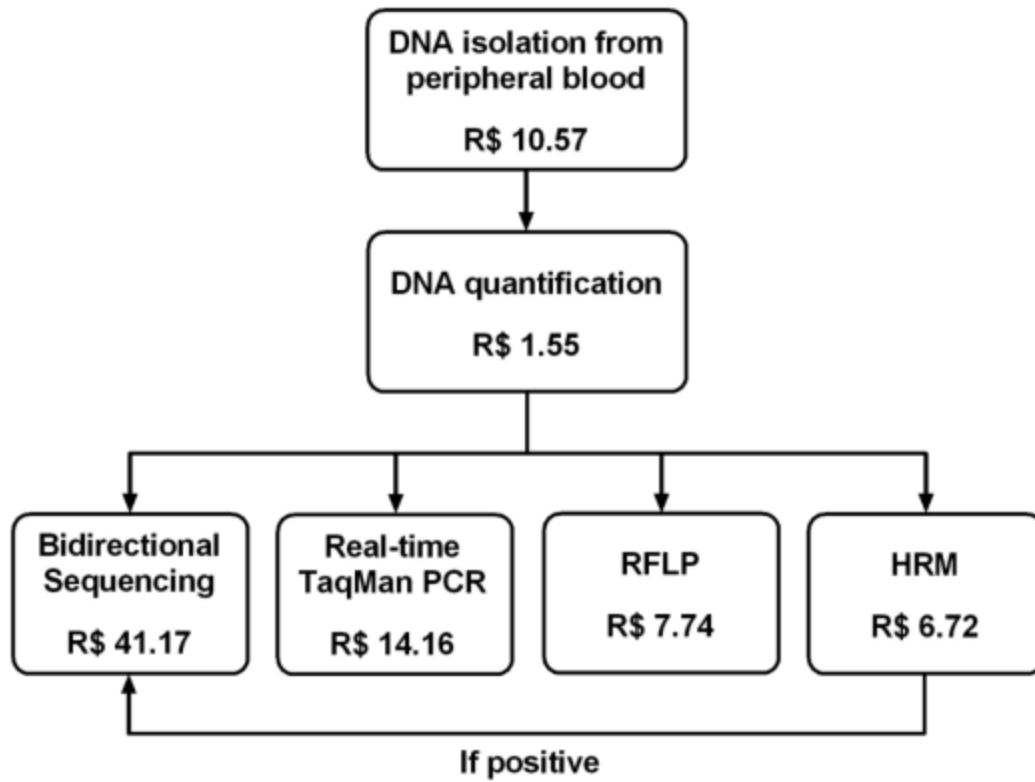 DNA isolation from
peripheral blood
R$ 10.57
DNA quantification
R$ 1.55
Bidirectional
Sequencing
R$ 41.17
Real-time
TaqMan PCR
R$ 14.16
RFLP
R$ 7.74
HRM
R$ 6.72
If positive